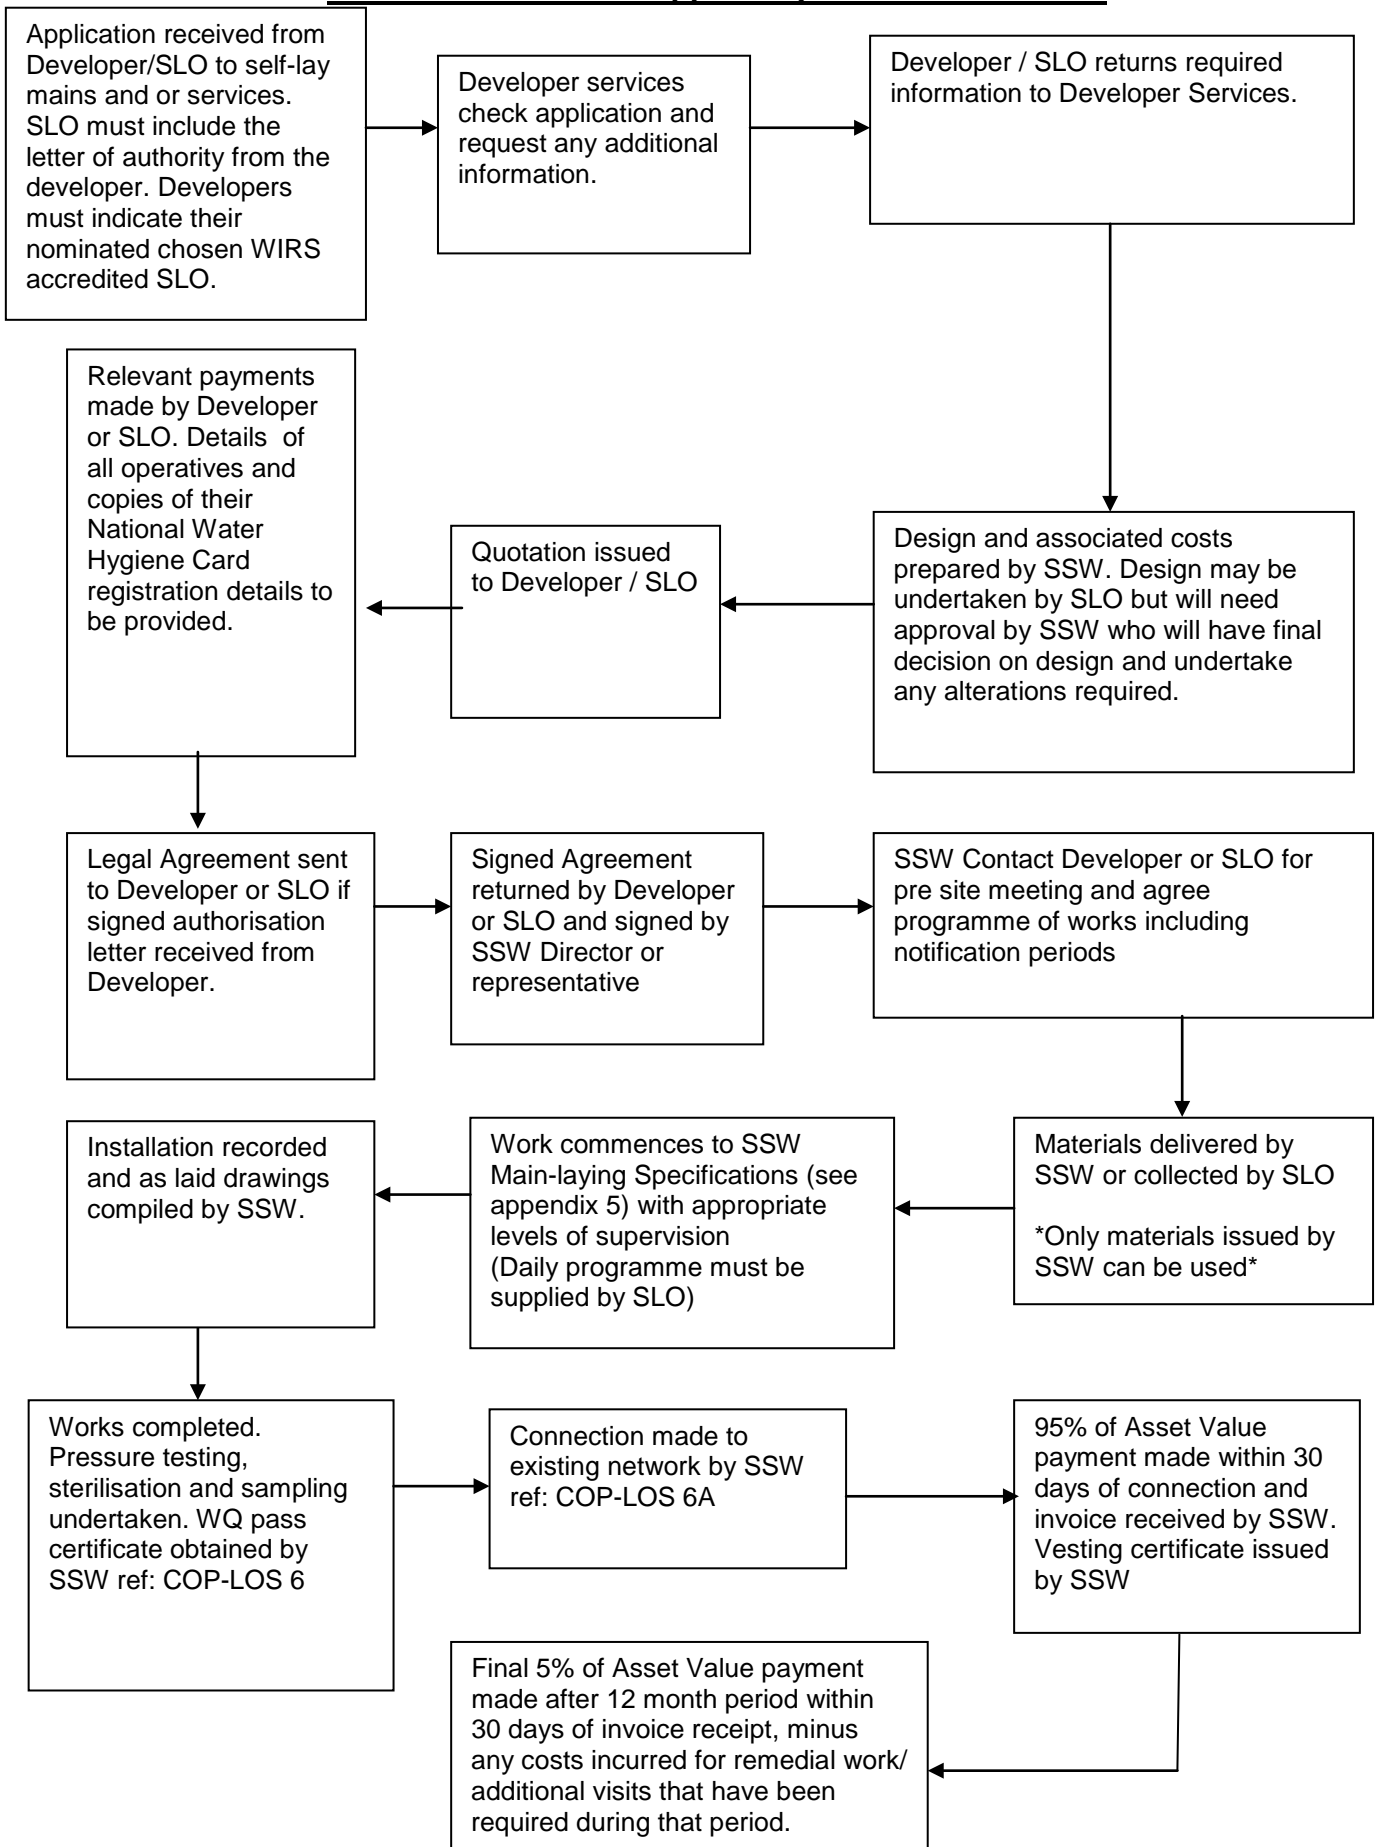 Application received from
Developer/SLO to self-lay
mains and or services.
SLO must include the
letter of authority from the
developer. Developers
must indicate their
nominated chosen WIRS
accredited SLO.
Developer services
check application and
request any additional
information.
Developer / SLO returns required
information to Developer Services.
Design and associated costs
prepared by SSW. Design may be
undertaken by SLO but will need
approval by SSW who will have final
decision on design and undertake
any alterations required.
Quotation issued
to Developer / SLO
Relevant payments
made by Developer
or SLO. Details  of
all operatives and
copies of their
National Water
Hygiene Card
registration details to
be provided.
Legal Agreement sent
to Developer or SLO if
signed authorisation
letter received from
Developer.
Signed Agreement
returned by Developer
or SLO and signed by
SSW Director or
representative
SSW Contact Developer or SLO for
pre site meeting and agree
programme of works including
notification periods
Materials delivered by
SSW or collected by SLO
*Only materials issued by
SSW can be used*
Work commences to SSW
Main-laying Specifications (see
appendix 5) with appropriate
levels of supervision
(Daily programme must be
supplied by SLO)
Installation recorded
and as laid drawings
compiled by SSW.
Works completed.
Pressure testing,
sterilisation and sampling
undertaken. WQ pass
certificate obtained by
SSW ref: COP-LOS 6
Connection made to
existing network by SSW
ref: COP-LOS 6A
95% of Asset Value
payment made within 30
days of connection and
invoice received by SSW.
Vesting certificate issued
by SSW
Final 5% of Asset Value payment
made after 12 month period within
30 days of invoice receipt, minus
any costs incurred for remedial work/
additional visits that have been
required during that period.